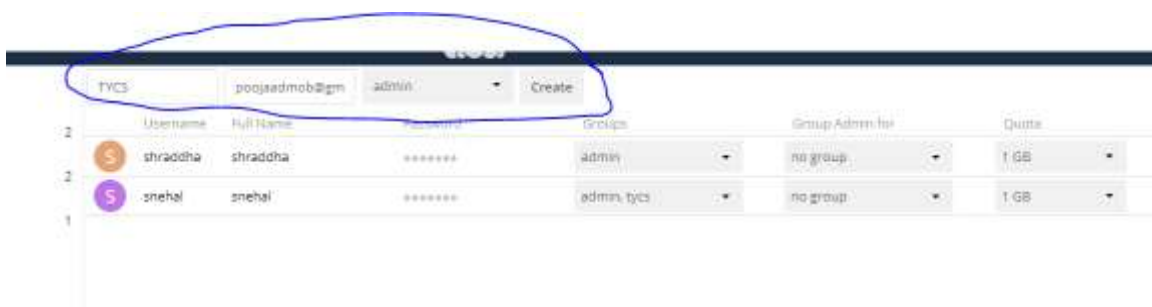 TYCS poojaadmob@gm admin Create
Username Full Name Password Groups Group Admin for Quota
2
S shraddha shraddha admin no group 1 GB
2
S snehal snehal admin, tycs no group 1 GB
1